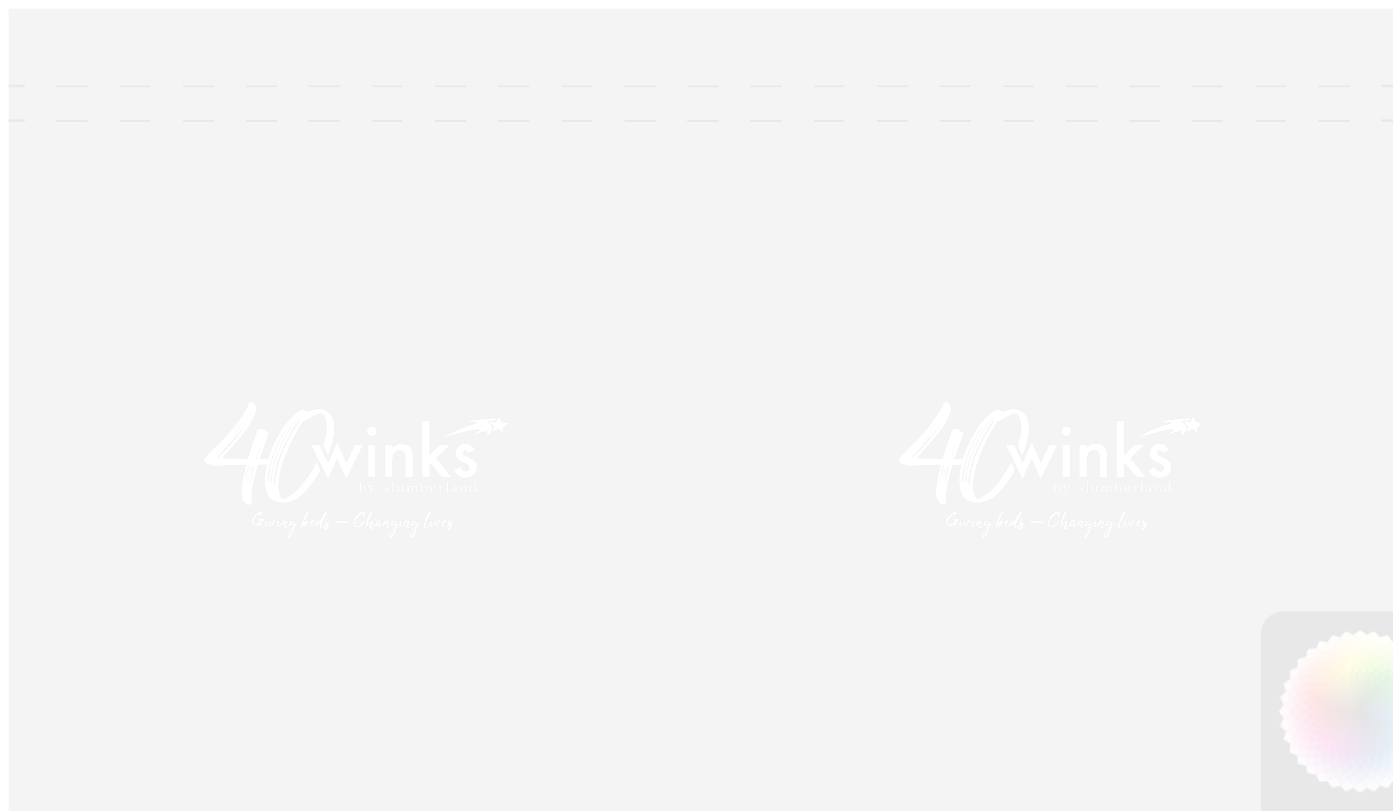 40winks
by slumberland
Giving beds — Changing lives
40winks
by slumberland
Giving beds — Changing lives